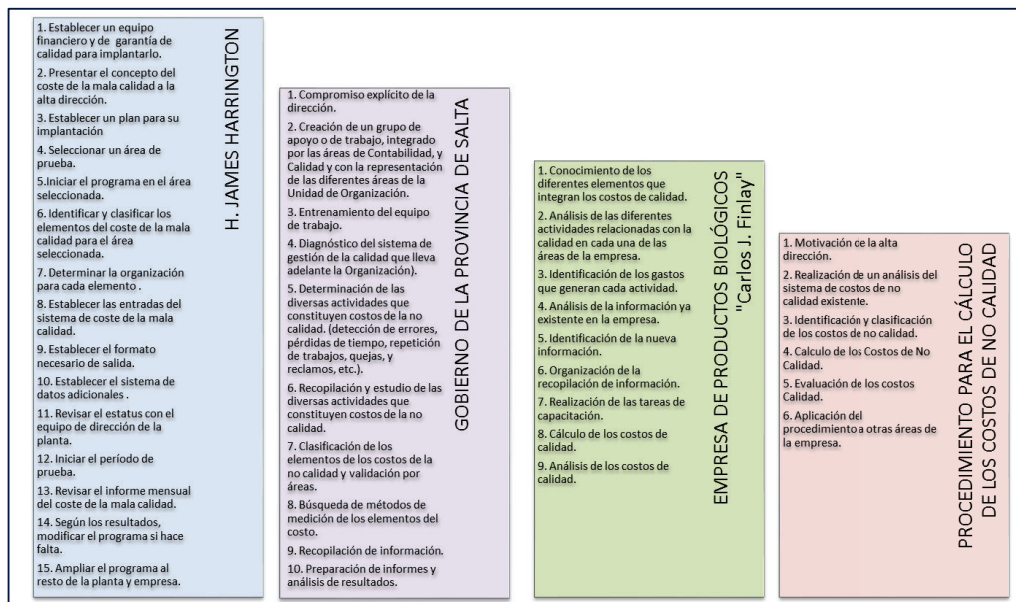 1. Establecer un equipo
financiero y de garantía de
calidad para implantarlo.
2. Presentar el concepto del
coste de la mala calidad a la
alta dirección.
3. Establecer un plan para su
implantación
4. Seleccionar un área de
prueba.
5.Iniciar el programa en el área
seleccionada.
6. Identificar y clasificar los
elementos del coste de la mala
calidad para el área
seleccionada.
7. Determinar la organización
para cada elemento .
8. Establecer las entradas del
sistema de coste de la mala
calidad.
9. Establecer el formato
necesario de salida.
10. Establecer el sistema de
datos adicionales .
11. Revisar el estatus con el
equipo de dirección de la
planta.
12. Iniciar el período de
prueba.
13. Revisar el informe mensual
del coste de la mala calidad.
14. Según los resultados,
modificar el programa si hace
falta.
15. Ampliar el programa al
resto de la planta y empresa.
H. JAMES HARRINGTON
1. Compromiso explícito de la
dirección.
2. Creación de un grupo de
apoyo o de trabajo, integrado
por las áreas de Contabilidad, y
Calidad y con la representación
de las diferentes áreas de la
Unidad de Organización.
3. Entrenamiento del equipo
de trabajo.
4. Diagnóstico del sistema de
gestión de la calidad que lleva
adelante la Organización).
5. Determinación de las
diversas actividades que
constituyen costos de la no
calidad. (detección de errores,
pérdidas de tiempo, repetición
de trabajos, quejas, y
reclamos, etc.).
6. Recopilación y estudio de las
diversas actividades que
constituyen costos de la no
calidad.
7. Clasificación de los
elementos de los costos de la
no calidad y validación por
áreas.
8. Búsqueda de métodos de
medición de los elementos del
costo.
9. Recopilación de información.
10. Preparación de informes y
análisis de resultados.
GOBIERNO DE LA PROVINCIA DE SALTA
1. Conocimiento de los
diferentes elementos que
integran los costos de calidad.
2. Análisis de las diferentes
actividades relacionadas con la
calidad en cada una de las
áreas de la empresa.
3. Identificación de los gastos
que generan cada actividad.
4. Análisis de la información ya
existente en la empresa.
5. Identificación de la nueva
información.
6. Organización de la
recopilación de información.
7. Realización de las tareas de
capacitación.
8. Cálculo de los costos de
calidad.
9. Análisis de los costos de
calidad.
EMPRESA DE PRODUCTOS BIOLÓGICOS
"Carlos J. Finlay"
1. Motivación de la alta
dirección.
2. Realización de un análisis del
sistema de costos de no
calidad existente.
3. Identificación y clasificación
de los costos de no calidad.
4. Calculo de los Costos de No
Calidad.
5. Evaluación de los costos
Calidad.
6. Aplicación del
procedimiento a otras áreas de
la empresa.
PROCEDIMIENTO PARA EL CÁLCULO
DE LOS COSTOS DE NO CALIDAD